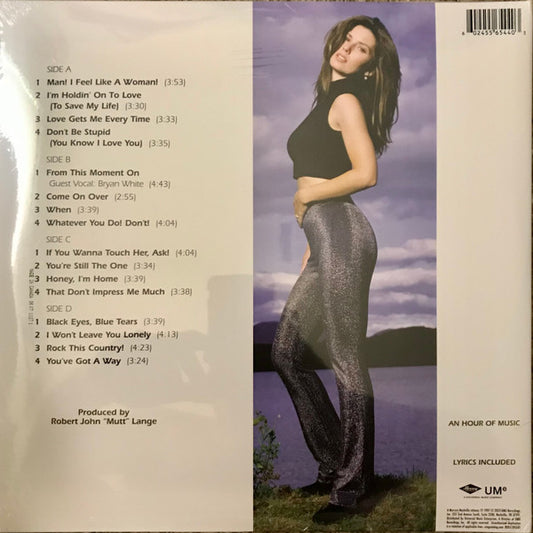 6 02455 65440 1
SIDE A
1 Man! I Feel Like A Woman! (3:53)
2 I'm Holdin' On To Love
(To Save My Life) (3:30)
3 Love Gets Me Every Time (3:33)
4 Don't Be Stupid
(You Know I Love You) (3:35)
SIDE B
1 From This Moment On
Guest Vocal: Bryan White (4:43)
2 Come On Over (2:55)
3 When (3:39)
4 Whatever You Do! Don't! (4:04)
SIDE C
1 If You Wanna Touch Her, Ask! (4:04)
2 You're Still The One (3:34)
3 Honey, I'm Home (3:39)
4 That Don't Impress Me Much (3:38)
SIDE D
1 Black Eyes, Blue Tears (3:39)
2 I Won't Leave You Lonely (4:13)
3 Rock This Country! (4:23)
4 You've Got A Way (3:24)
Produced by
Robert John "Mutt" Lange
AN HOUR OF MUSIC
LYRICS INCLUDED
UMe